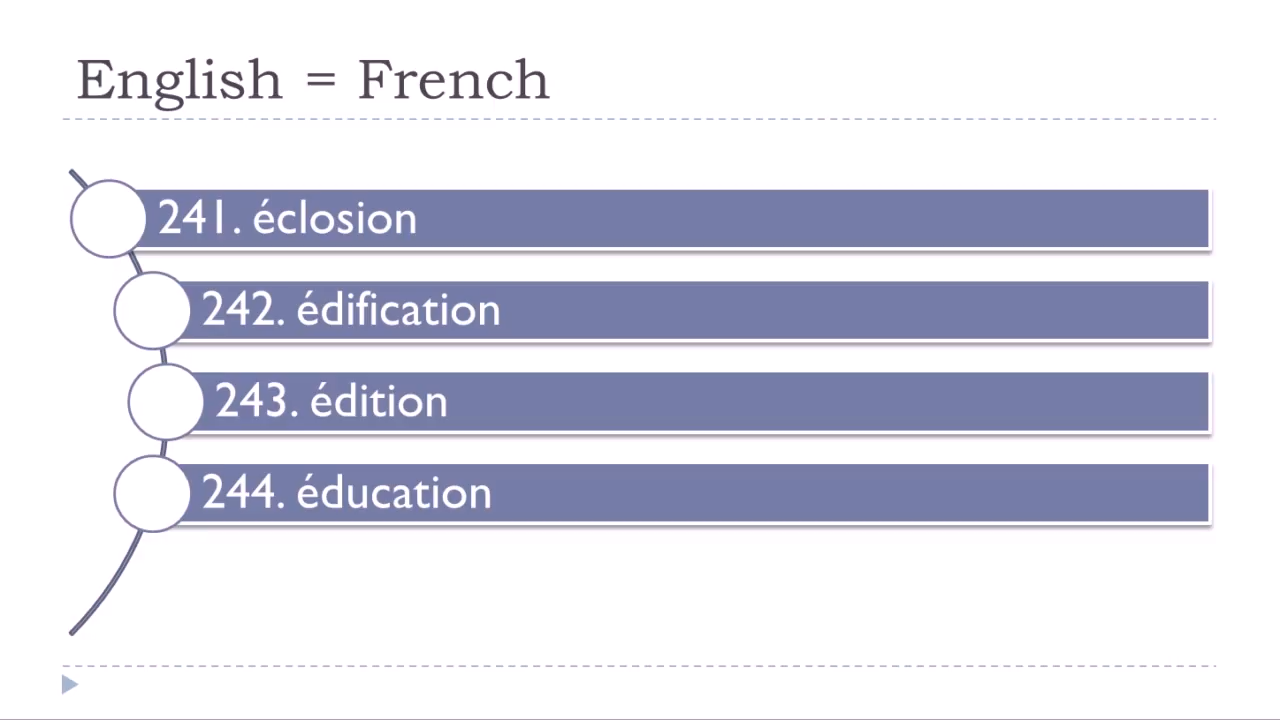 English = French
241. éclosion
242. édification
243. édition
244. éducation